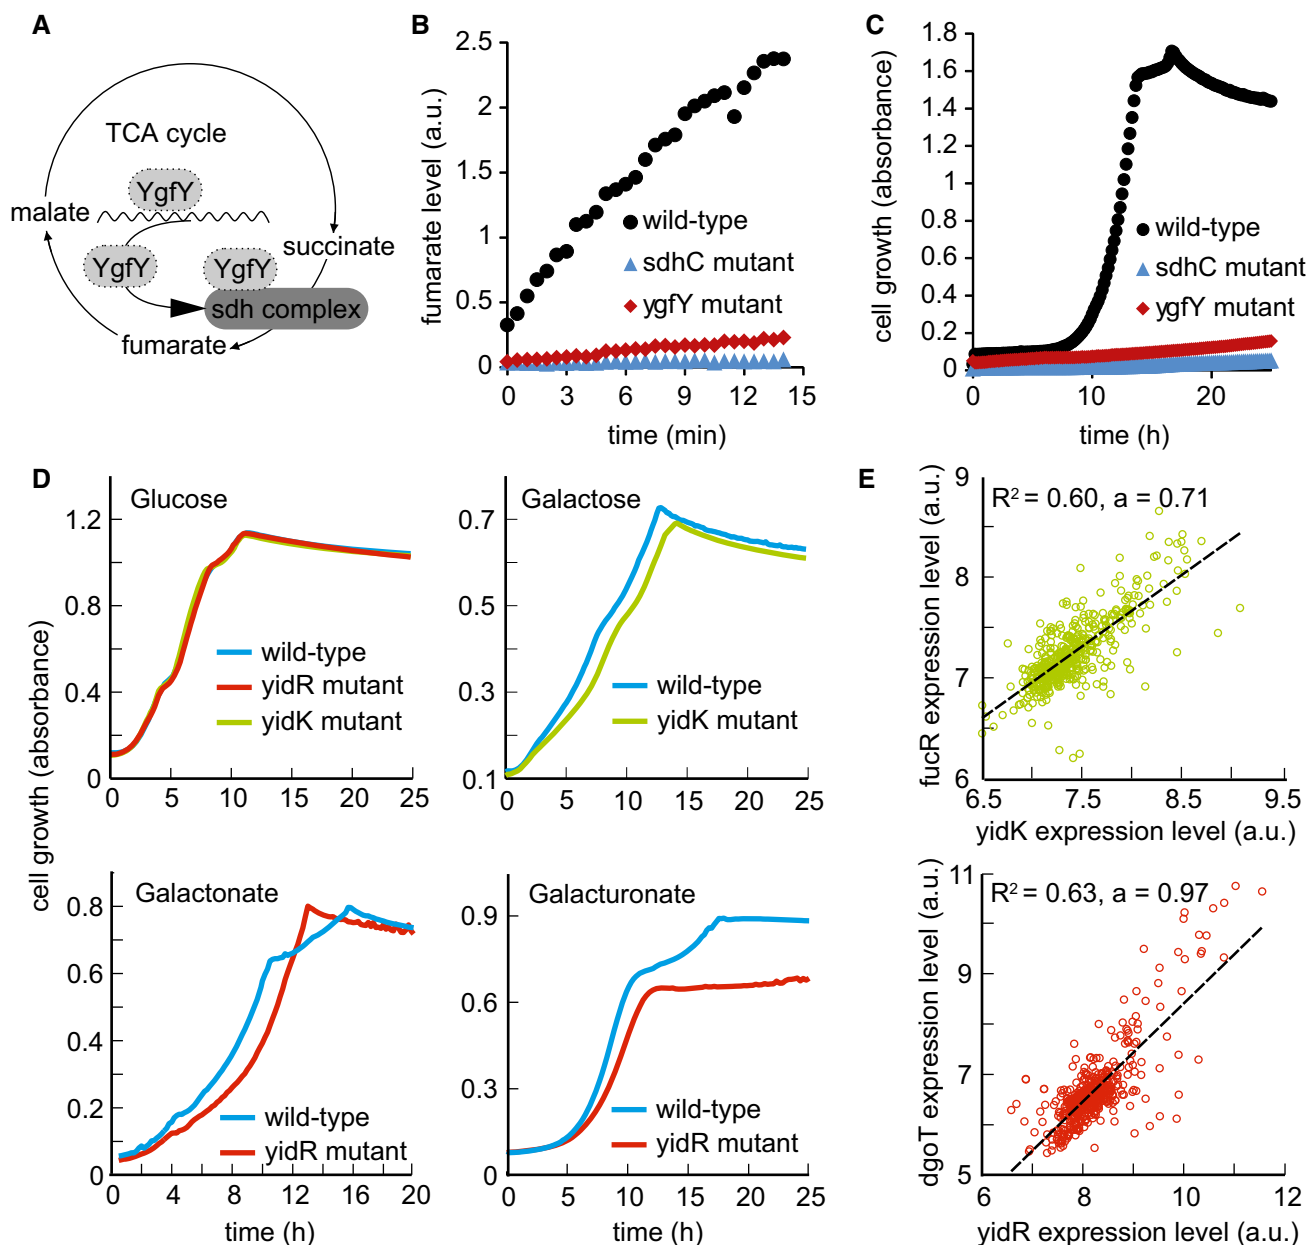 A
TCA cycle
YgfY
malate
succinate
YgfY
YgfY
sdh complex
fumarate
B
fumarate level (a.u.)
2.5
2
1.5
1
0.5
0
wild-type
sdhC mutant
ygfY mutant
0 3 6 9 12 15
time (min)
C
cell growth (absorbance)
1.8
1.6
1.4
1.2
1
0.8
0.6
0.4
0.2
0
wild-type
sdhC mutant
ygfY mutant
0 10 20
time (h)
D
cell growth (absorbance)
Glucose
1.2
0.8
0.4
0
wild-type
yidR mutant
yidK mutant
0 5 10 15 20 25
Galactose
0.7
0.5
0.3
0.1
wild-type
yidK mutant
0 5 10 15 20 25
Galactonate
0.8
0.6
0.4
0.2
0
wild-type
yidR mutant
0 4 8 12 16 20
time (h)
Galacturonate
0.9
0.6
0.3
0
wild-type
yidR mutant
0 5 10 15 20 25
time (h)
E
fucR expression level (a.u.)
R² = 0.60, a = 0.71
9
8
7
6
6.5 7.5 8.5 9.5
yidK expression level (a.u.)
dgoT expression level (a.u.)
R² = 0.63, a = 0.97
11
9
7
5
6 8 10 12
yidR expression level (a.u.)